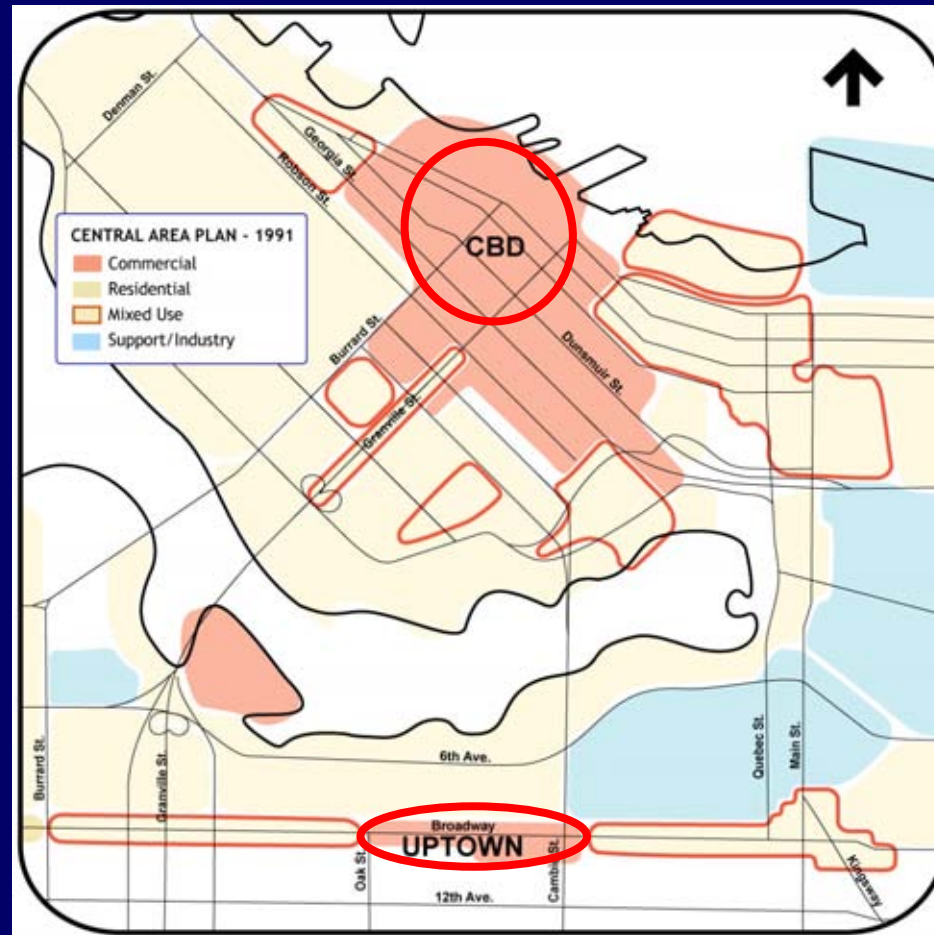 Denman St.
Georgia St.
Robson St.
CENTRAL AREA PLAN - 1991
Commercial
Residential
Mixed Use
Support/Industry
CBD
Burrard St.
Dunsmuir St.
Granville St.
Burrard St.
Granville St.
6th Ave.
Quebec St.
Main St.
Broadway
UPTOWN
Oak St.
Cambie St.
Kingsway
12th Ave.